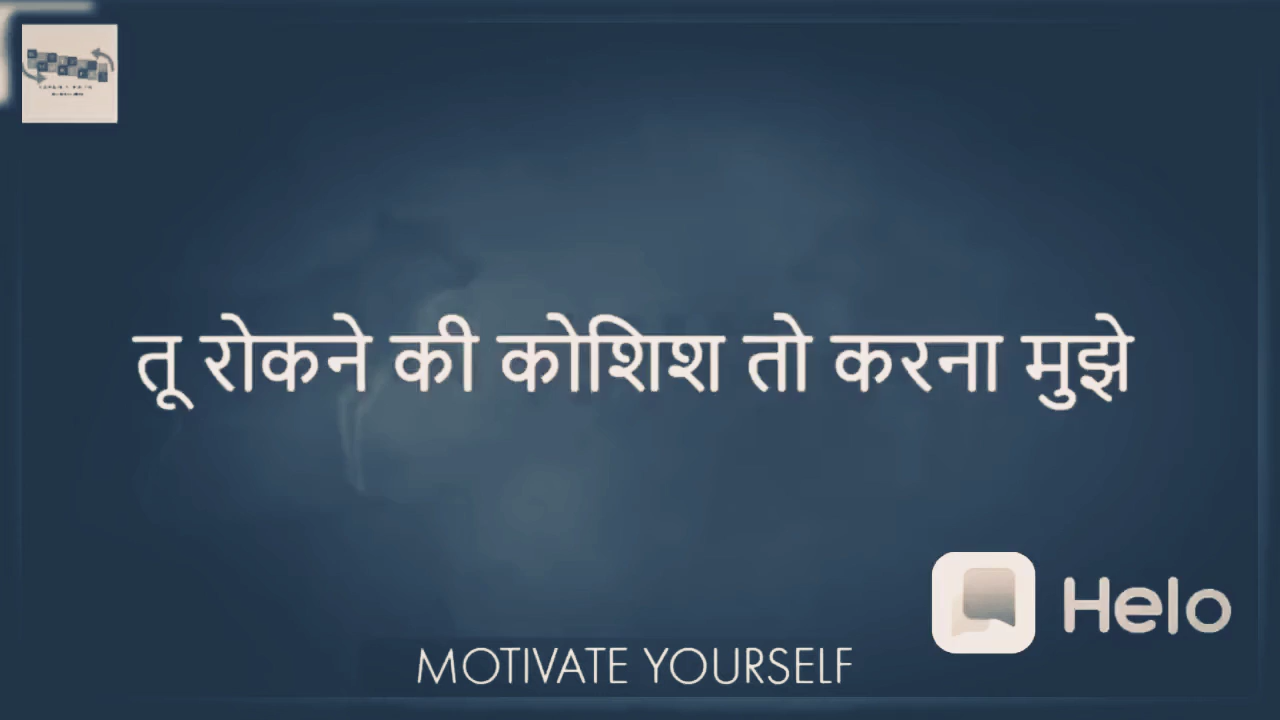 तू रोकने की कोशिश तो करना मुझे
Helo
MOTIVATE YOURSELF